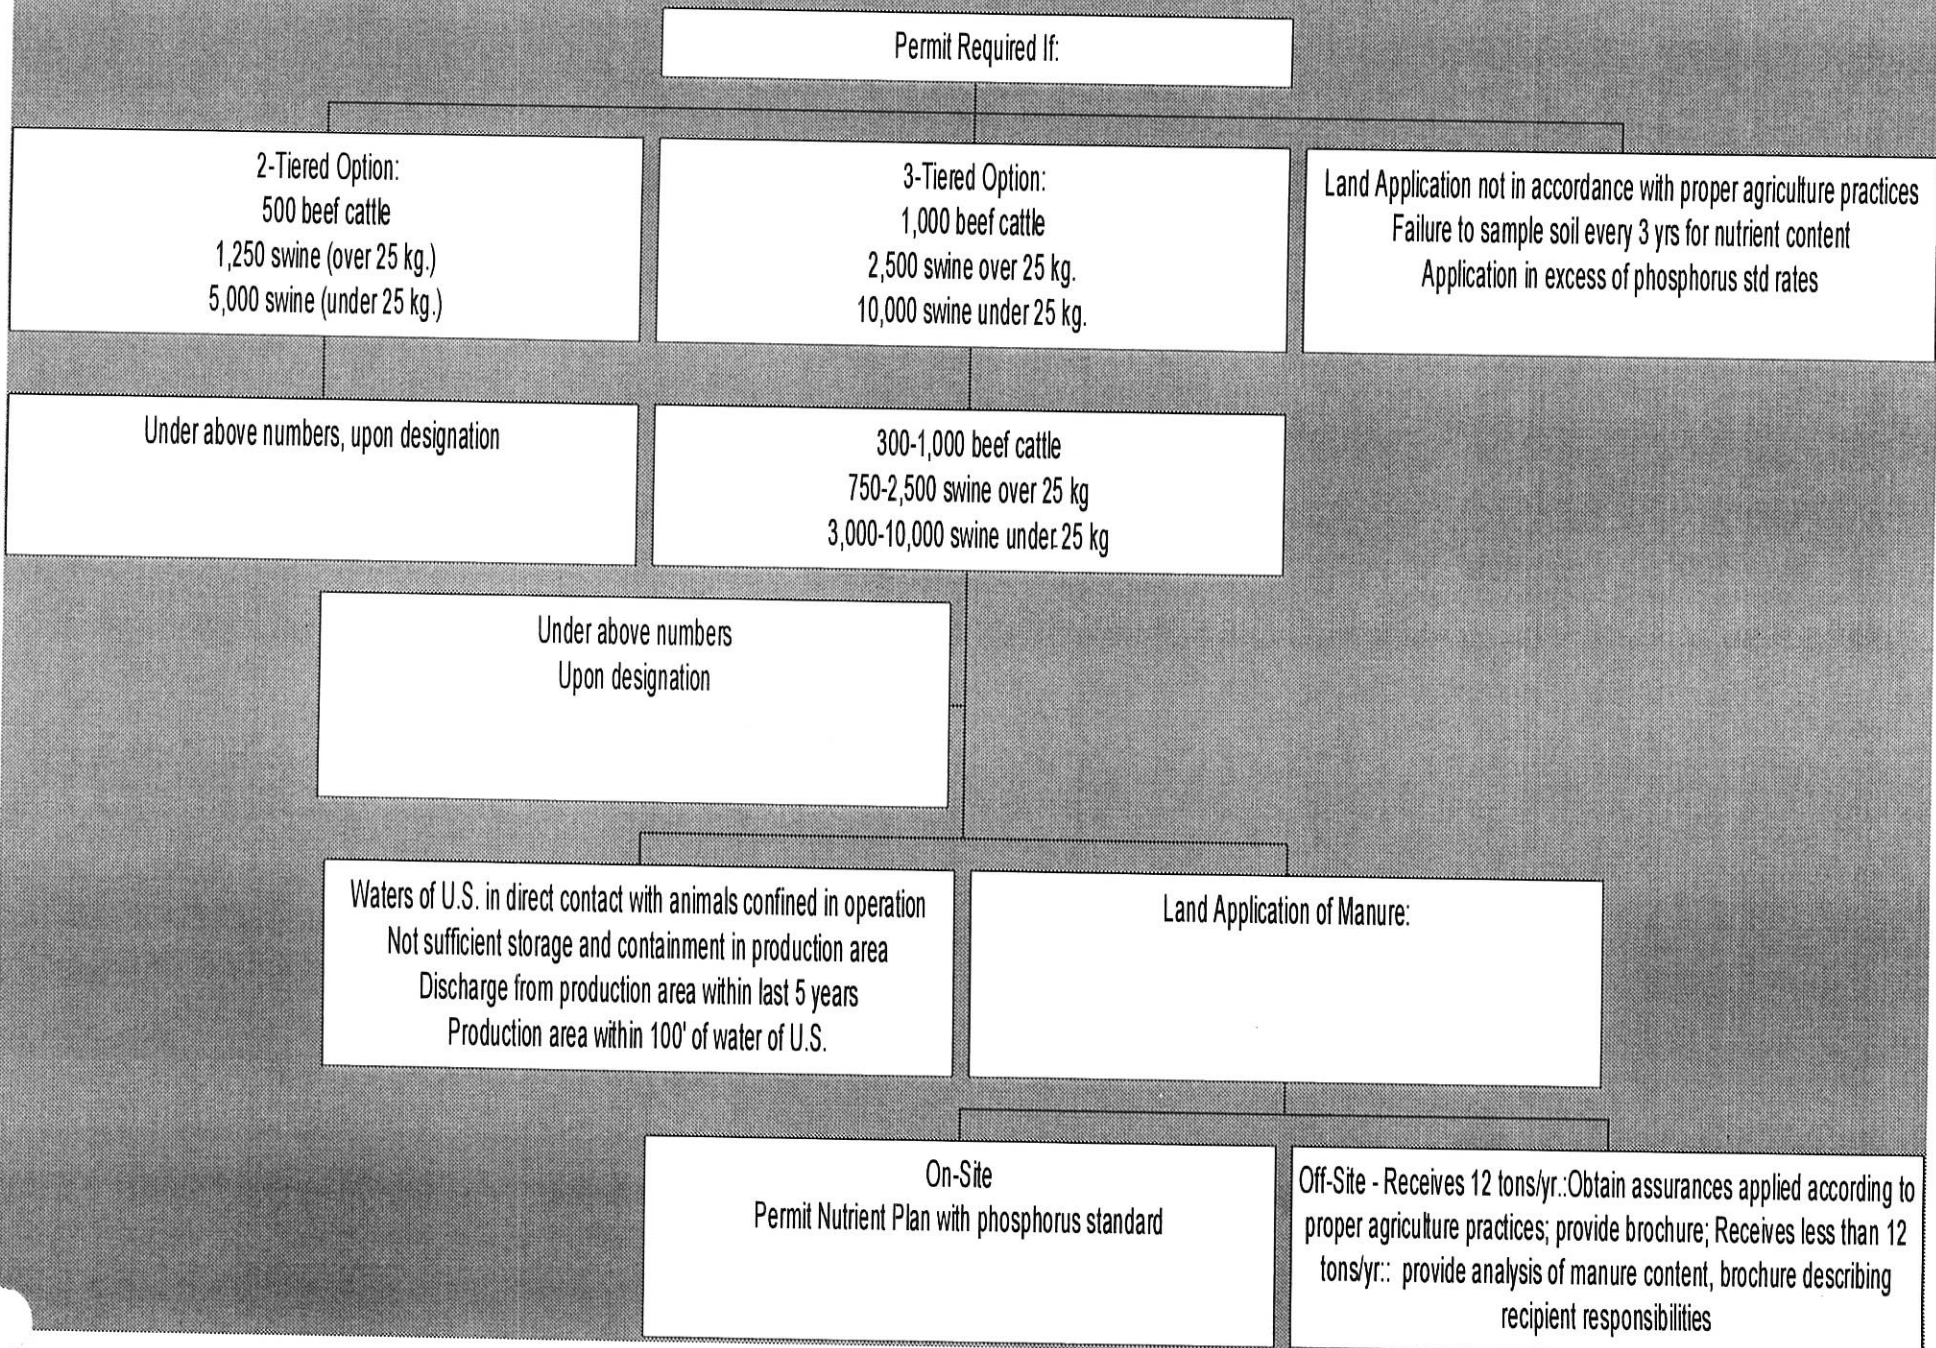 Permit Required If:
2-Tiered Option:
500 beef cattle
1,250 swine (over 25 kg.)
5,000 swine (under 25 kg.)
3-Tiered Option:
1,000 beef cattle
2,500 swine over 25 kg.
10,000 swine under 25 kg.
Land Application not in accordance with proper agriculture practices
Failure to sample soil every 3 yrs for nutrient content
Application in excess of phosphorus std rates
Under above numbers, upon designation
300-1,000 beef cattle
750-2,500 swine over 25 kg
3,000-10,000 swine under 25 kg
Under above numbers
Upon designation
Waters of U.S. in direct contact with animals confined in operation
Not sufficient storage and containment in production area
Discharge from production area within last 5 years
Production area within 100' of water of U.S.
Land Application of Manure:
On-Site
Permit Nutrient Plan with phosphorus standard
Off-Site - Receives 12 tons/yr.:Obtain assurances applied according to
proper agriculture practices; provide brochure; Receives less than 12
tons/yr:: provide analysis of manure content, brochure describing
recipient responsibilities